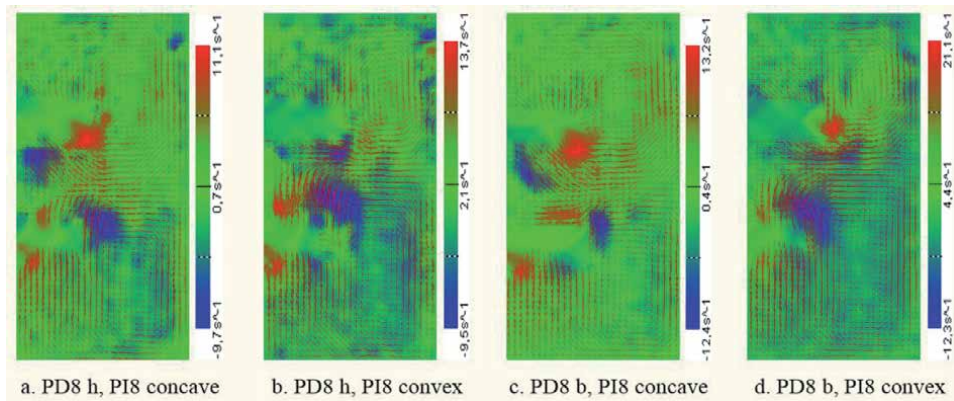 11,1s^-1
0,7s^-1
-9,7s^-1
13,7s^-1
2,1s^-1
-9,5s^-1
13,2s^-1
0,4s^-1
-12,4s^-1
21,1s^-1
4,4s^-1
-12,3s^-1
a. PD8 h, PI8 concave
b. PD8 h, PI8 convex
c. PD8 b, PI8 concave
d. PD8 b, PI8 convex